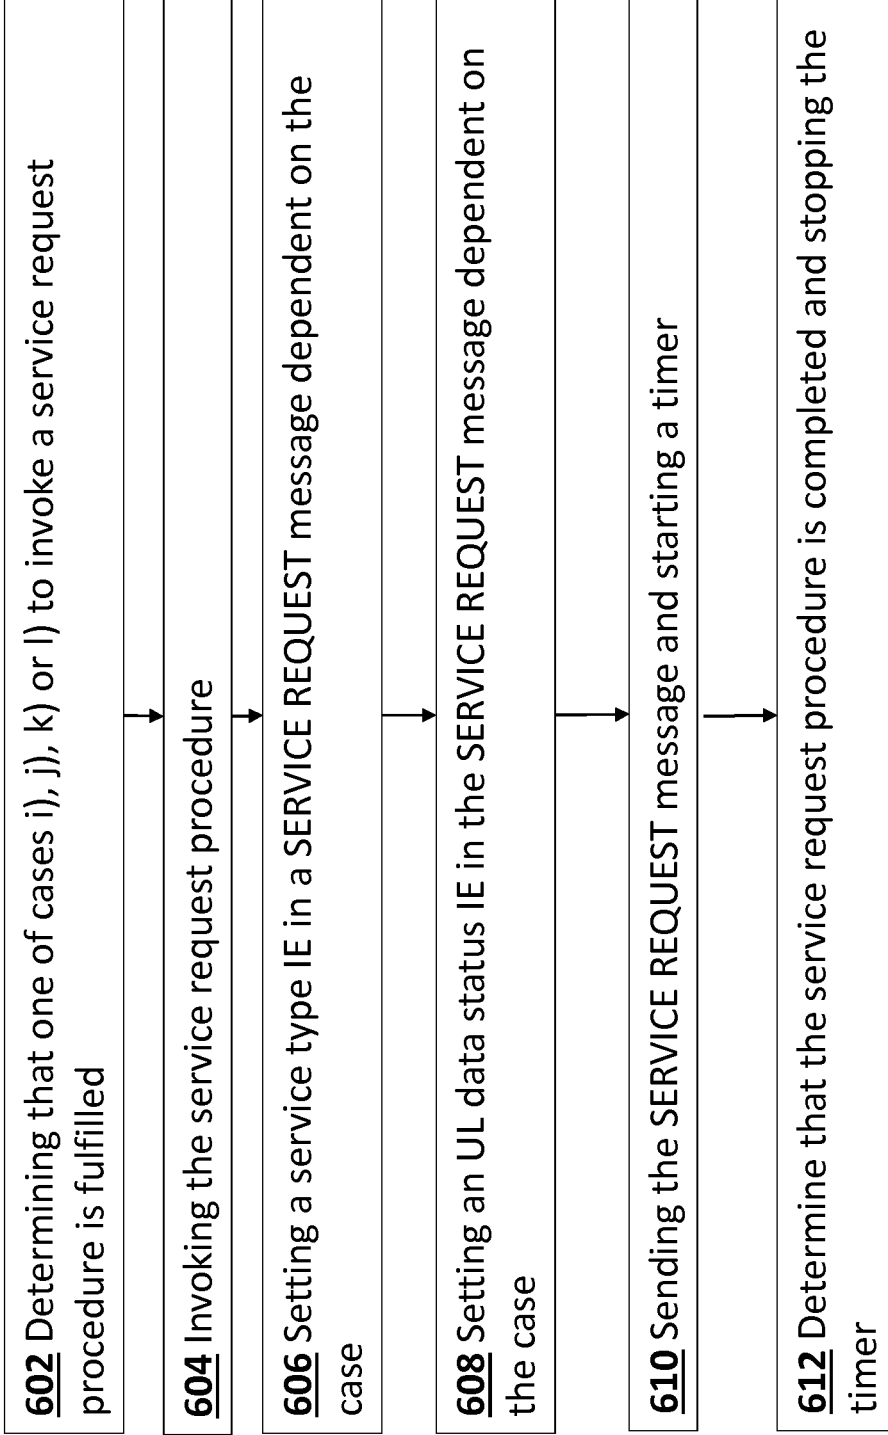 602 Determining that one of cases i), j), k) or l) to invoke a service request
procedure is fulfilled
604 Invoking the service request procedure
606 Setting a service type IE in a SERVICE REQUEST message dependent on the
case
608 Setting an UL data status IE in the SERVICE REQUEST message dependent on
the case
610 Sending the SERVICE REQUEST message and starting a timer
612 Determine that the service request procedure is completed and stopping the
timer